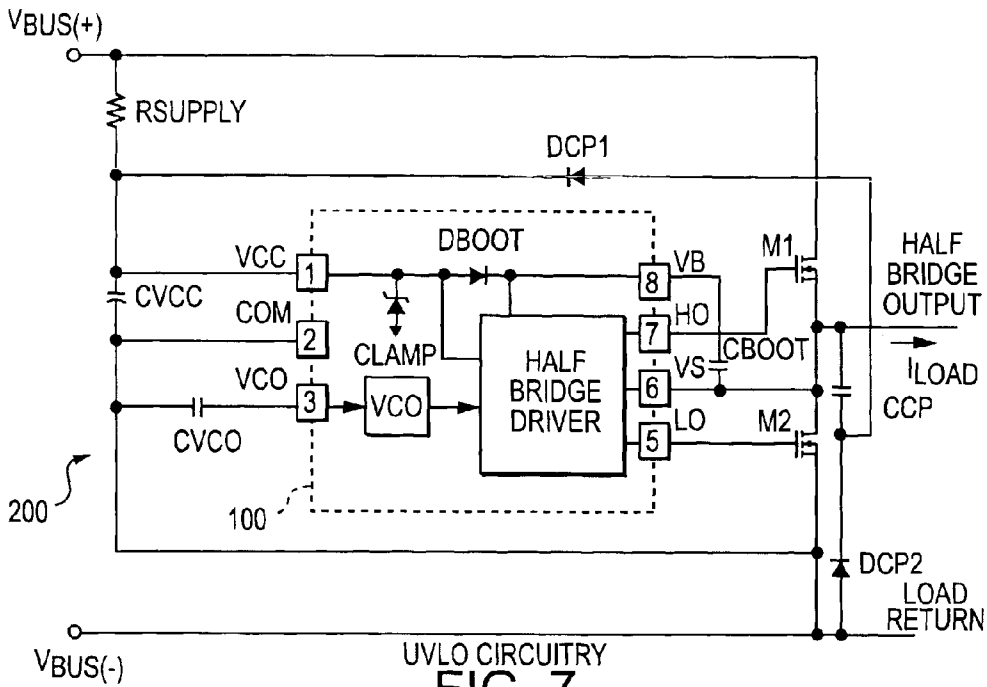 VBUS(+)
RSUPPLY
DCP1
DBOOT
VCC
1
8
VB
M1
HALF
BRIDGE
OUTPUT
CVCC
COM
2
CLAMP
HALF
BRIDGE
DRIVER
7
HO
CBOOT
ILOAD
VCO
3
VCO
6
VS
CCP
CVCO
5
LO
M2
200
100
DCP2
LOAD
RETURN
VBUS(-)
UVLO CIRCUITRY
FIG. 7